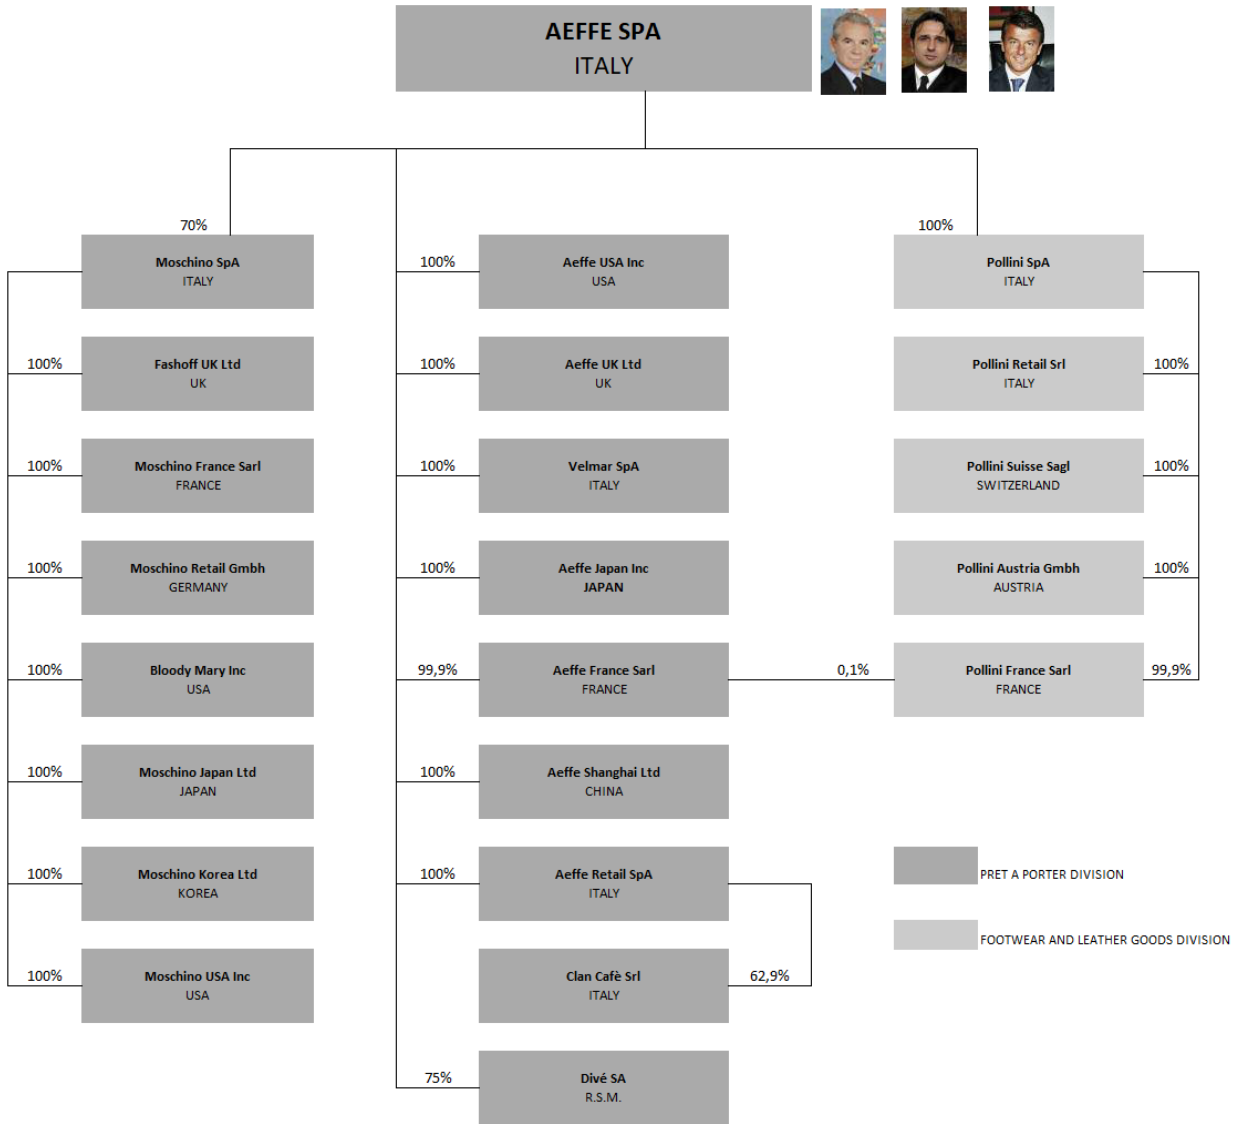 AEFFE SPA
ITALY
70%
Moschino SpA
ITALY
100%
Fashoff UK Ltd
UK
100%
Moschino France Sarl
FRANCE
100%
Moschino Retail Gmbh
GERMANY
100%
Bloody Mary Inc
USA
100%
Moschino Japan Ltd
JAPAN
100%
Moschino Korea Ltd
KOREA
100%
Moschino USA Inc
USA
100%
Aeffe USA Inc
USA
100%
Aeffe UK Ltd
UK
100%
Velmar SpA
ITALY
100%
Aeffe Japan Inc
JAPAN
99,9%
Aeffe France Sarl
FRANCE
0,1%
100%
Aeffe Shanghai Ltd
CHINA
100%
Aeffe Retail SpA
ITALY
Clan Cafè Srl
ITALY
62,9%
75%
Divé SA
R.S.M.
100%
Pollini SpA
ITALY
Pollini Retail Srl
ITALY
100%
Pollini Suisse Sagl
SWITZERLAND
100%
Pollini Austria Gmbh
AUSTRIA
100%
Pollini France Sarl
FRANCE
99,9%
PRET A PORTER DIVISION
FOOTWEAR AND LEATHER GOODS DIVISION